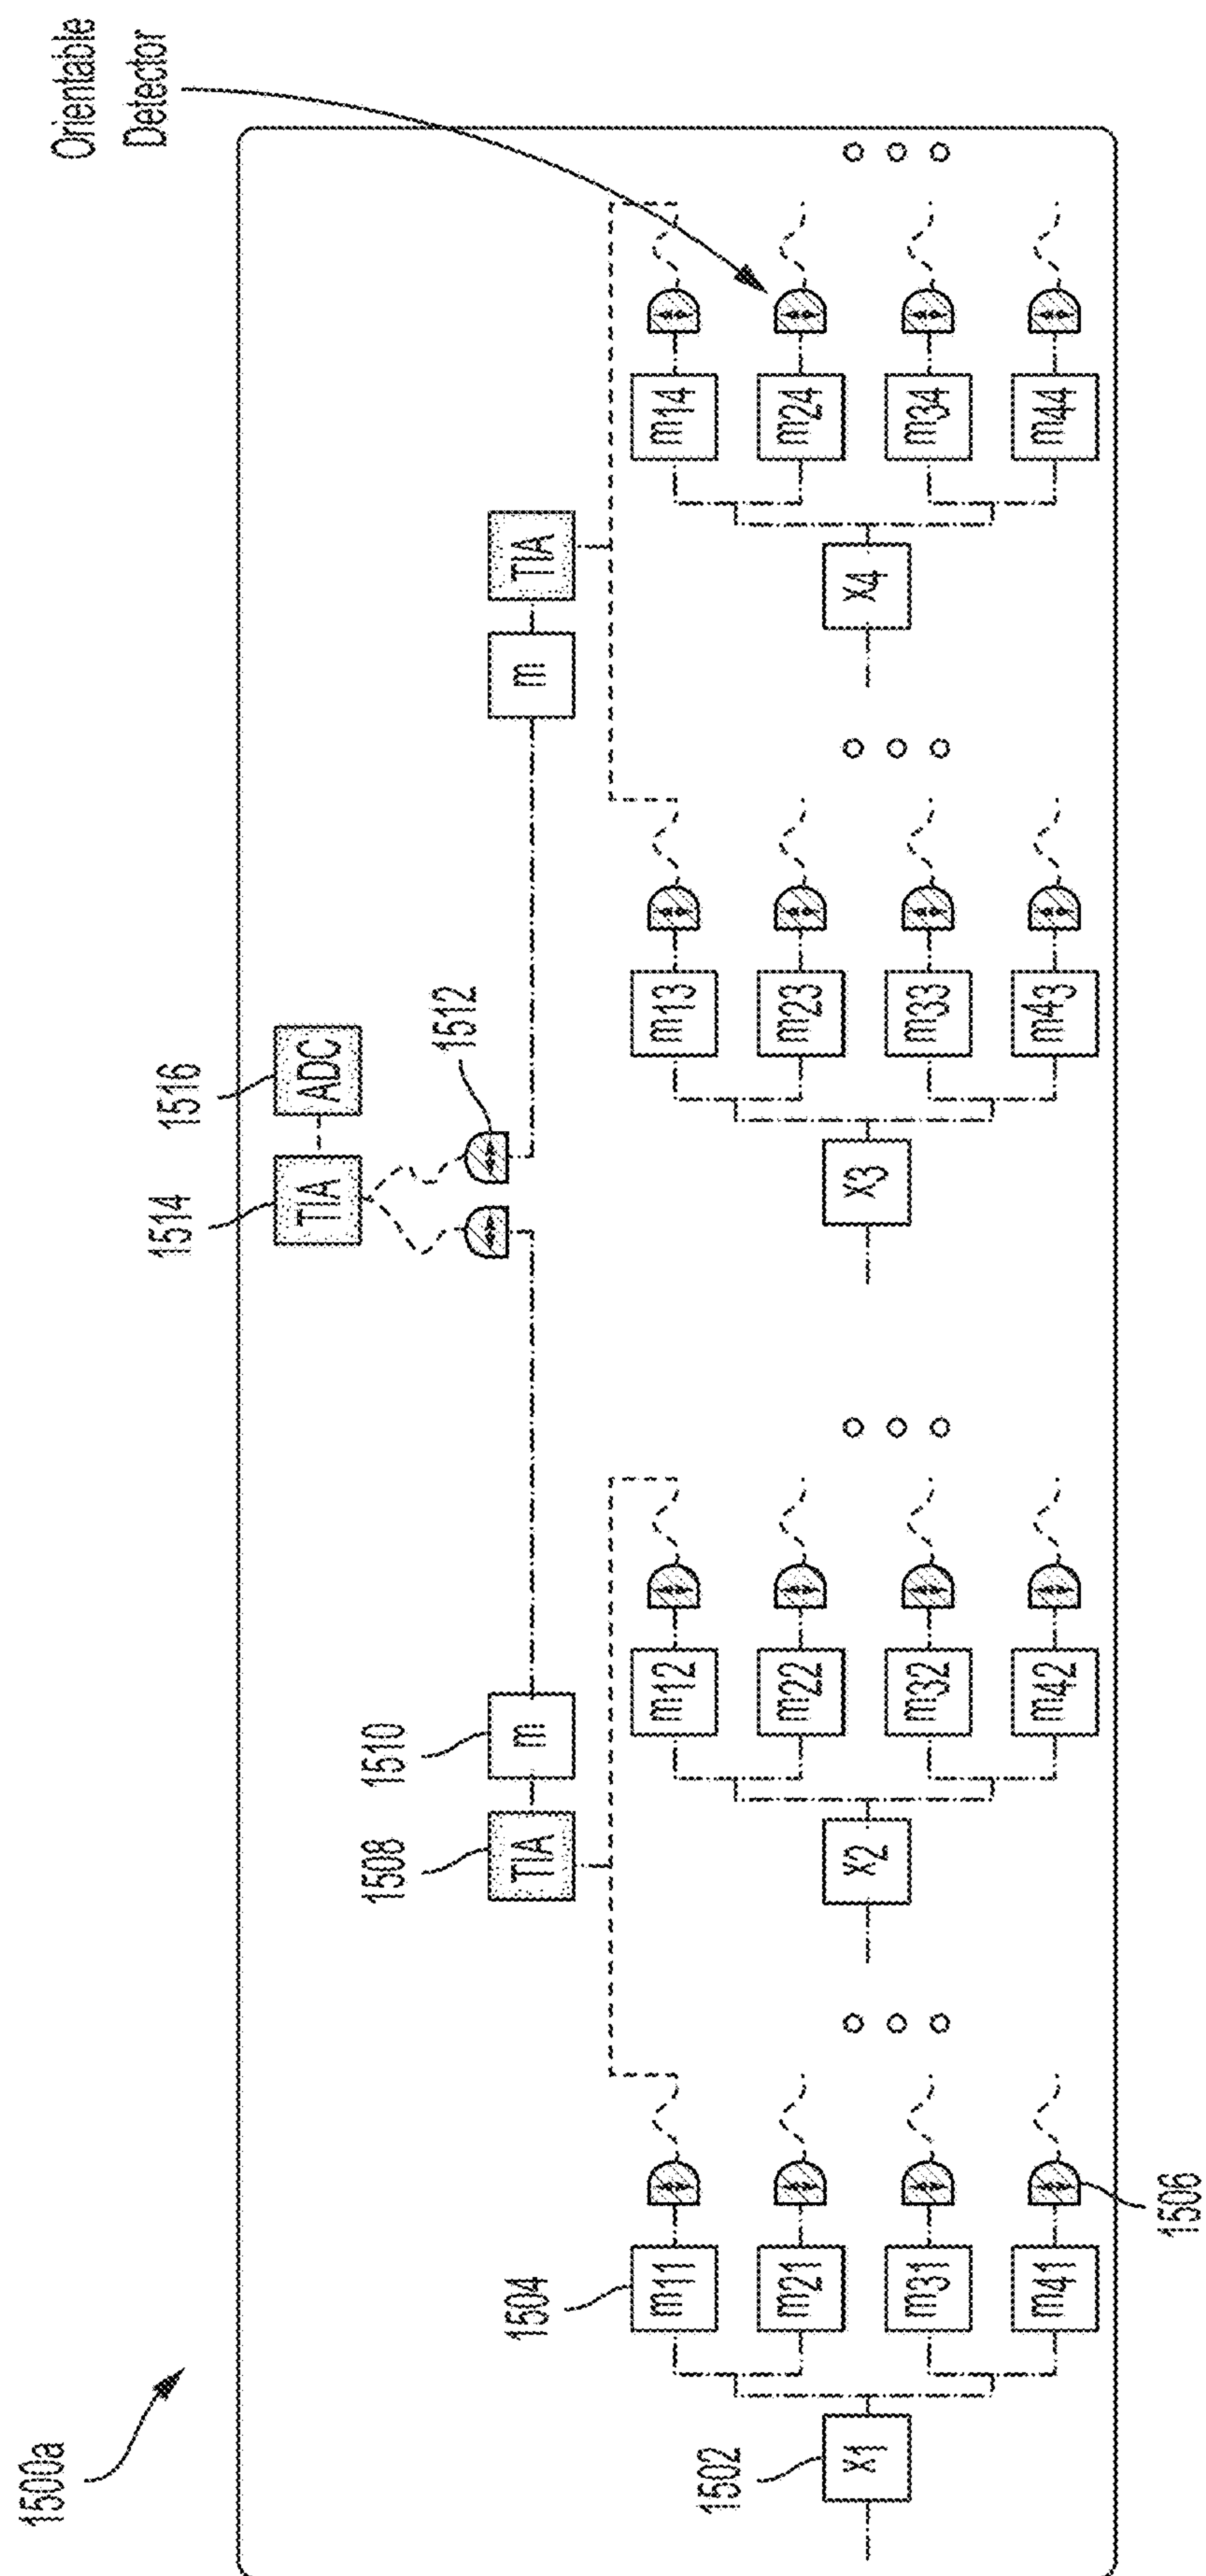 1500a
Orientable
Detector
1514
1516
TIA
ADC
1512
1508
1510
TIA
m
m
TIA
1504
m11
m12
m13
m14
m21
m22
m23
m24
1502
x1
x2
x3
x4
m31
m32
m33
m34
m41
m42
m43
m44
1506